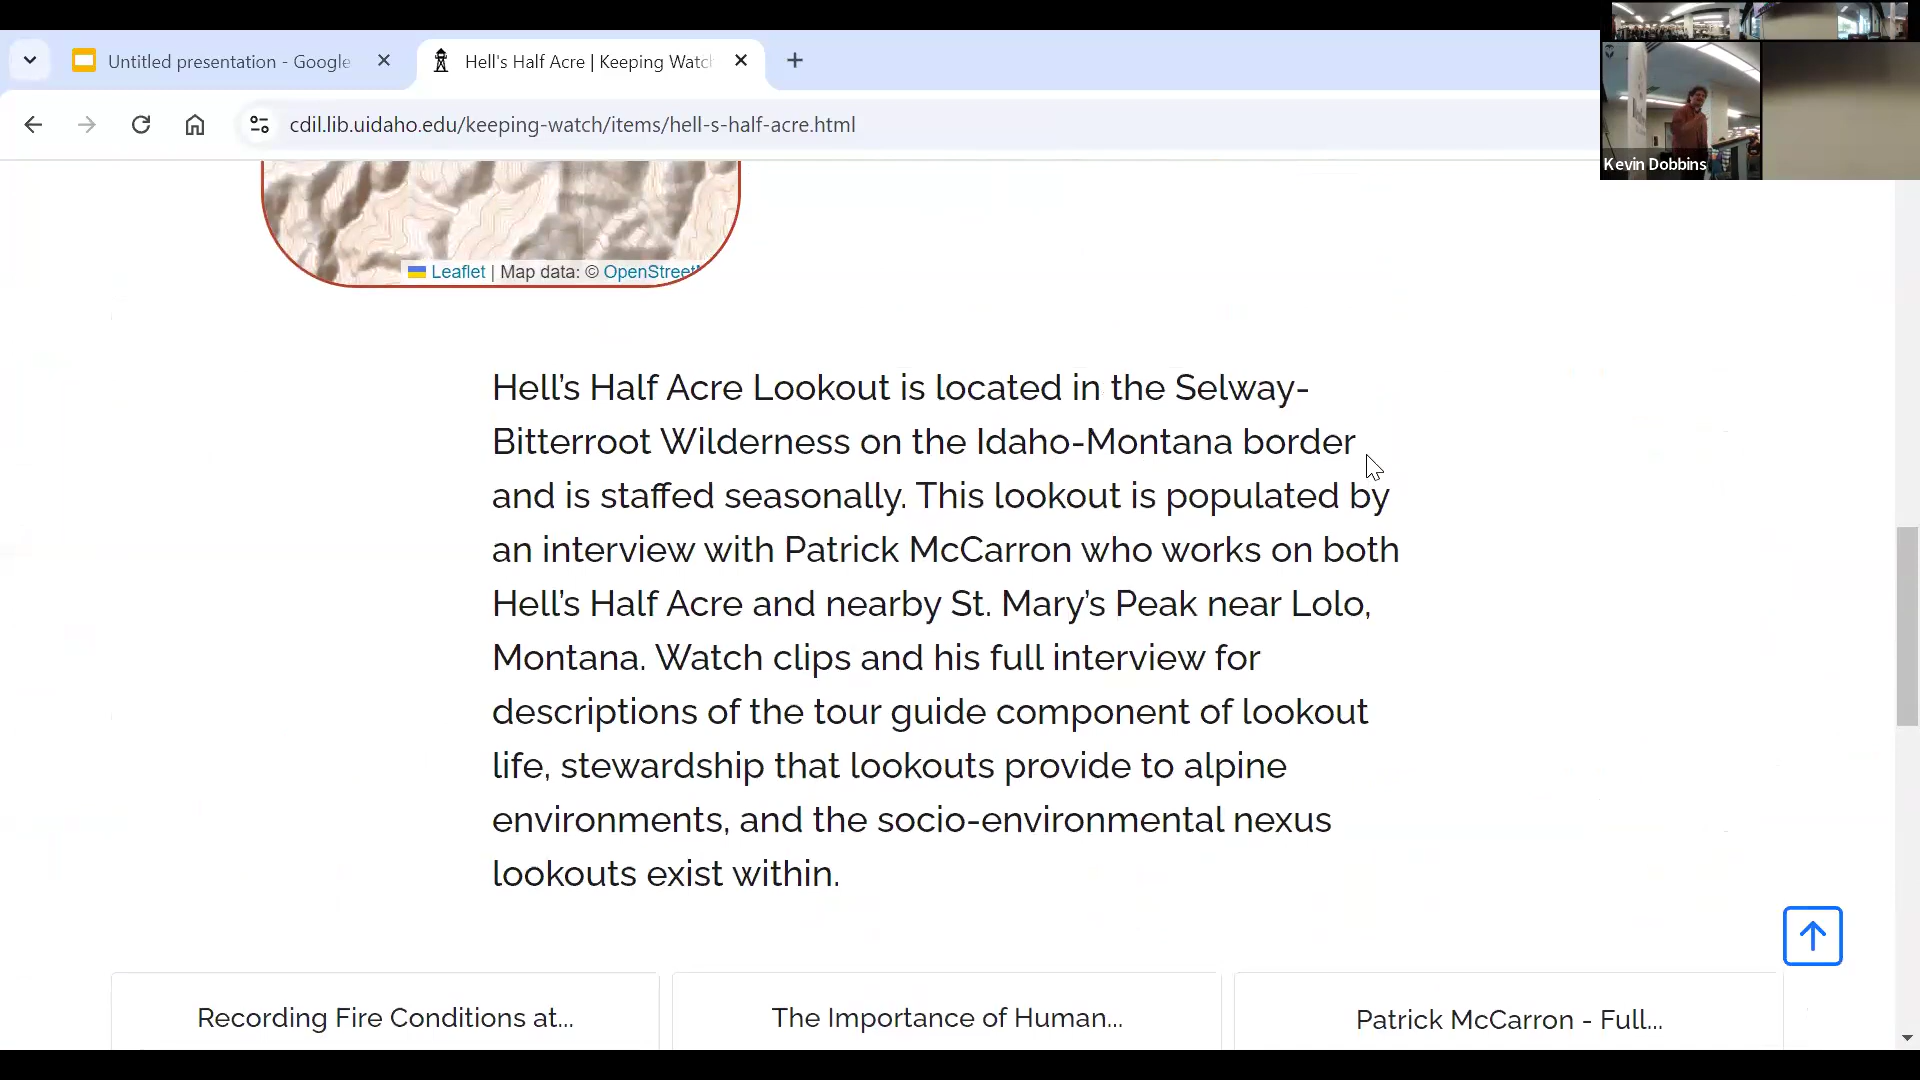 Untitled presentation - Google
Hell's Half Acre | Keeping Watc
cdil.lib.uidaho.edu/keeping-watch/items/hell-s-half-acre.html
Kevin Dobbins
Leaflet | Map data: © OpenStreet
Hell's Half Acre Lookout is located in the Selway-
Bitterroot Wilderness on the Idaho-Montana border
and is staffed seasonally. This lookout is populated by
an interview with Patrick McCarron who works on both
Hell's Half Acre and nearby St. Mary's Peak near Lolo,
Montana. Watch clips and his full interview for
descriptions of the tour guide component of lookout
life, stewardship that lookouts provide to alpine
environments, and the socio-environmental nexus
lookouts exist within.
Recording Fire Conditions at...
The Importance of Human...
Patrick McCarron - Full...